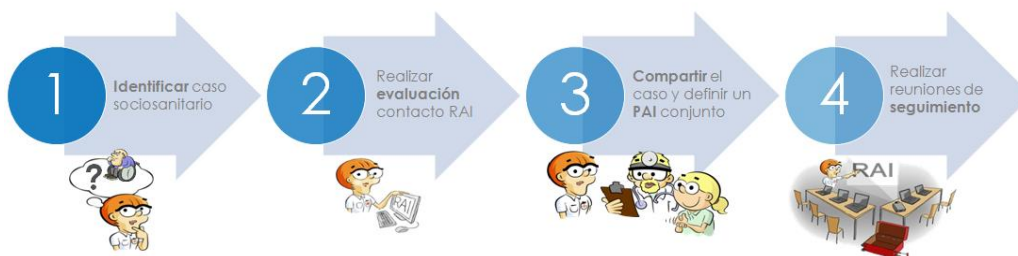 1
Identificar caso
sociosanitario
2
Realizar
evaluación
contacto RAI
3
Compartir el
caso y definir un
PAI conjunto
4
Realizar
reuniones de
seguimiento
?
RAI
RAI